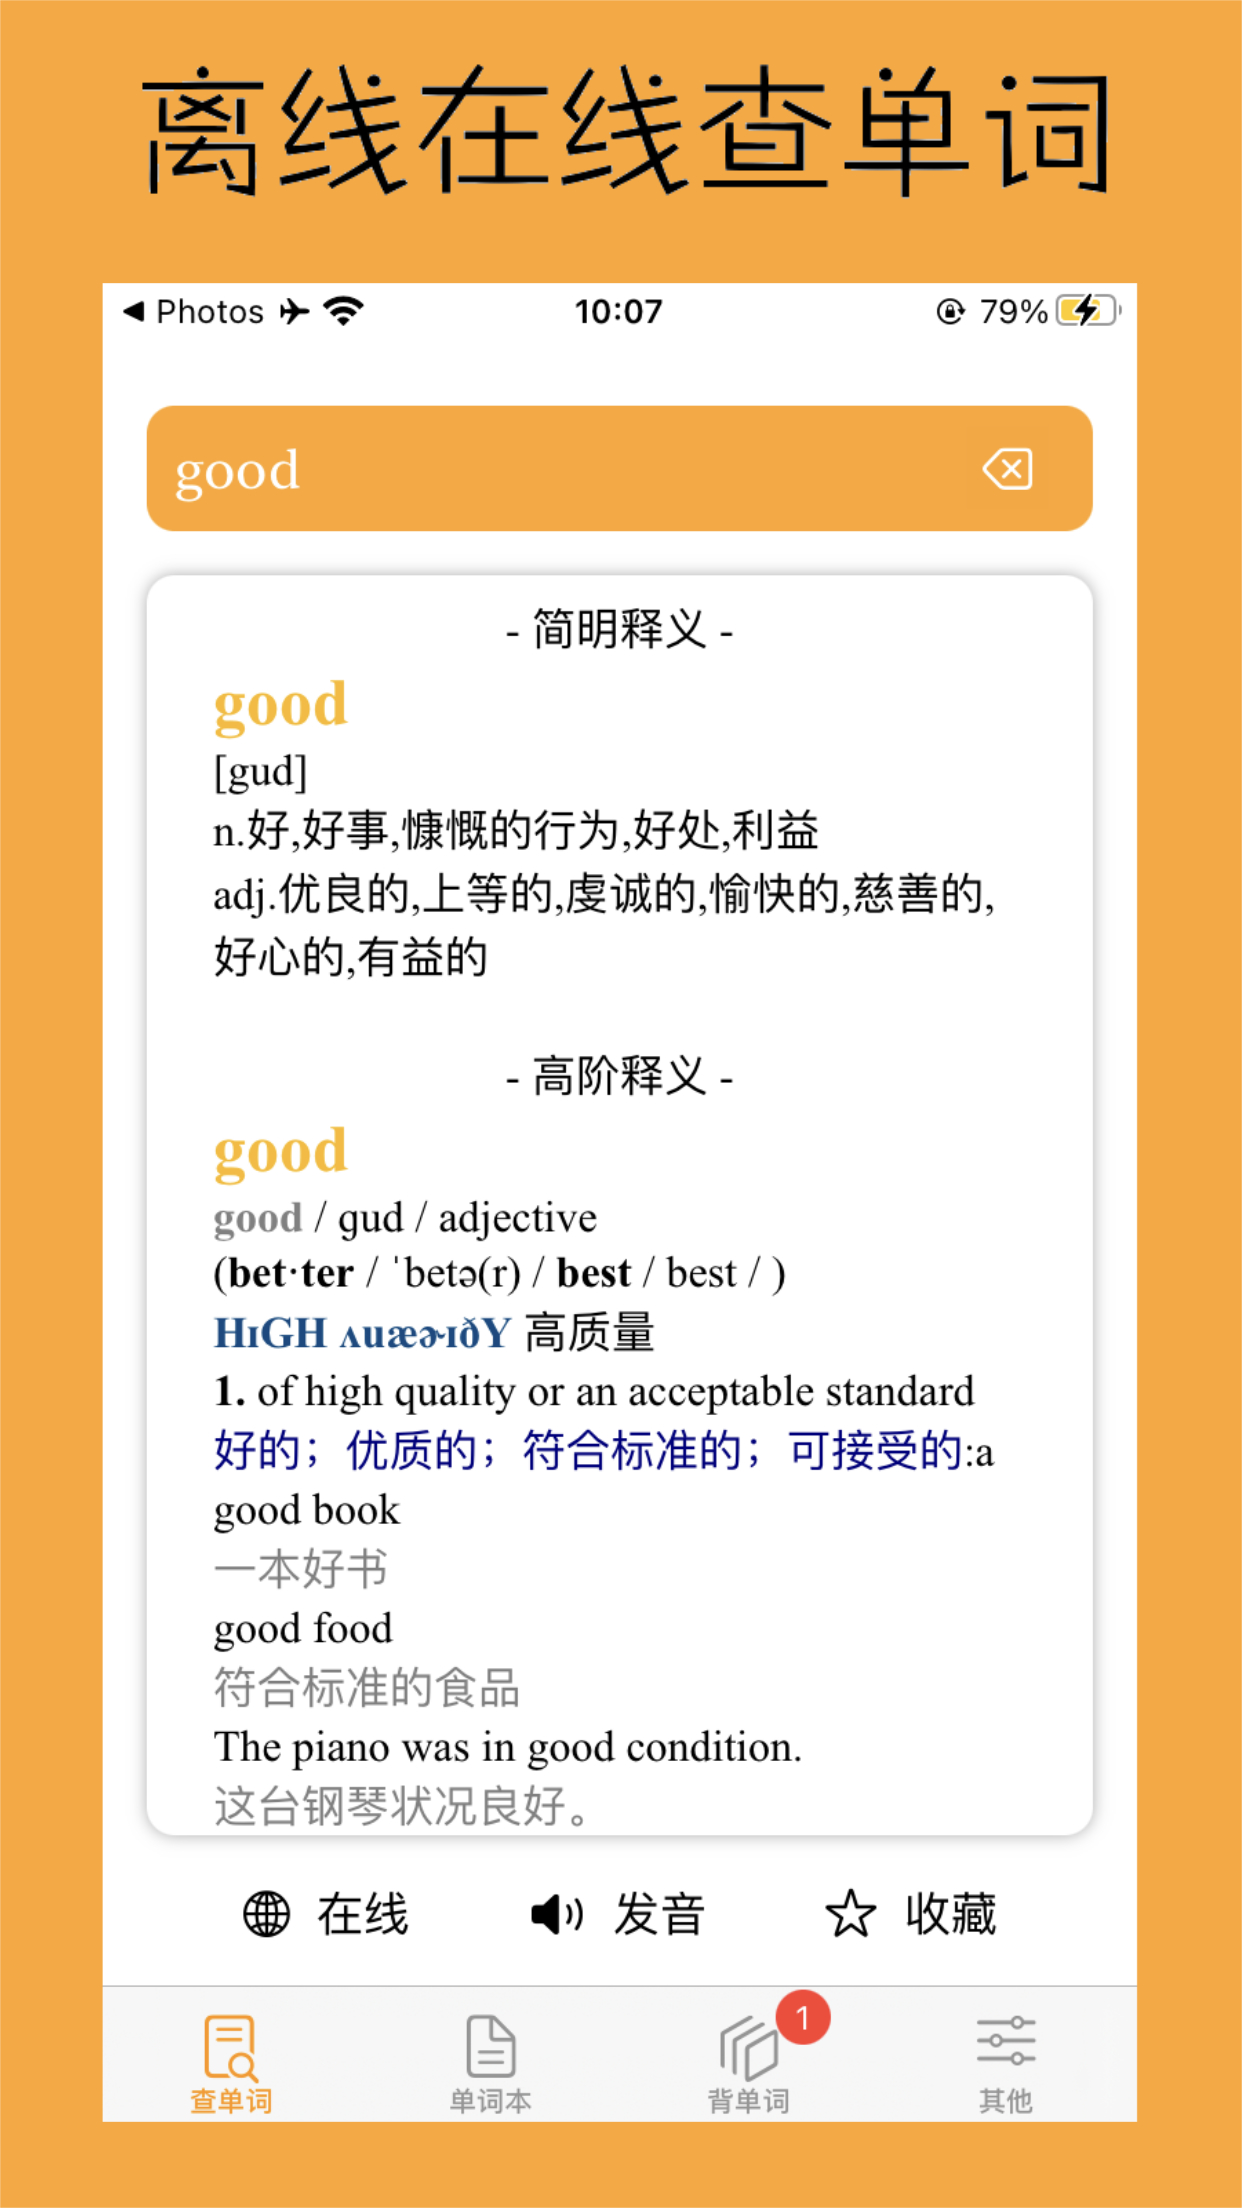 离线在线查单词
Photos 10:07 79%
good
- 简明释义 -
good
[gud]
n.好,好事,慷慨的行为,好处,利益
adj.优良的,上等的,虔诚的,愉快的,慈善的,
好心的,有益的
- 高阶释义 -
good
good / ɡud / adjective
(bet·ter / ˈbetə(r) / best / best / )
HɪGH ʌuæɚɪðY 高质量
1. of high quality or an acceptable standard
好的；优质的；符合标准的；可接受的:a
good book
一本好书
good food
符合标准的食品
The piano was in good condition.
这台钢琴状况良好。
在线 发音 收藏
1
查单词 单词本 背单词 其他